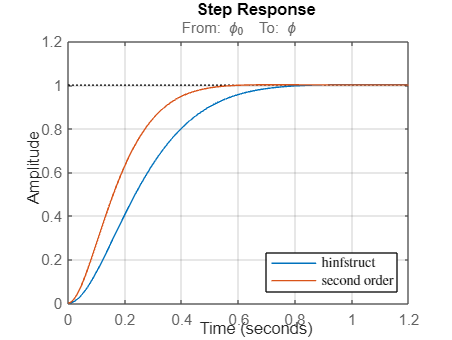 Step Response
From: ϕ₀ To: ϕ
1.2
1
0.8
0.6
0.4
0.2
0
Amplitude
hinfstruct
second order
0 0.2 0.4 0.6 0.8 1 1.2
Time (seconds)